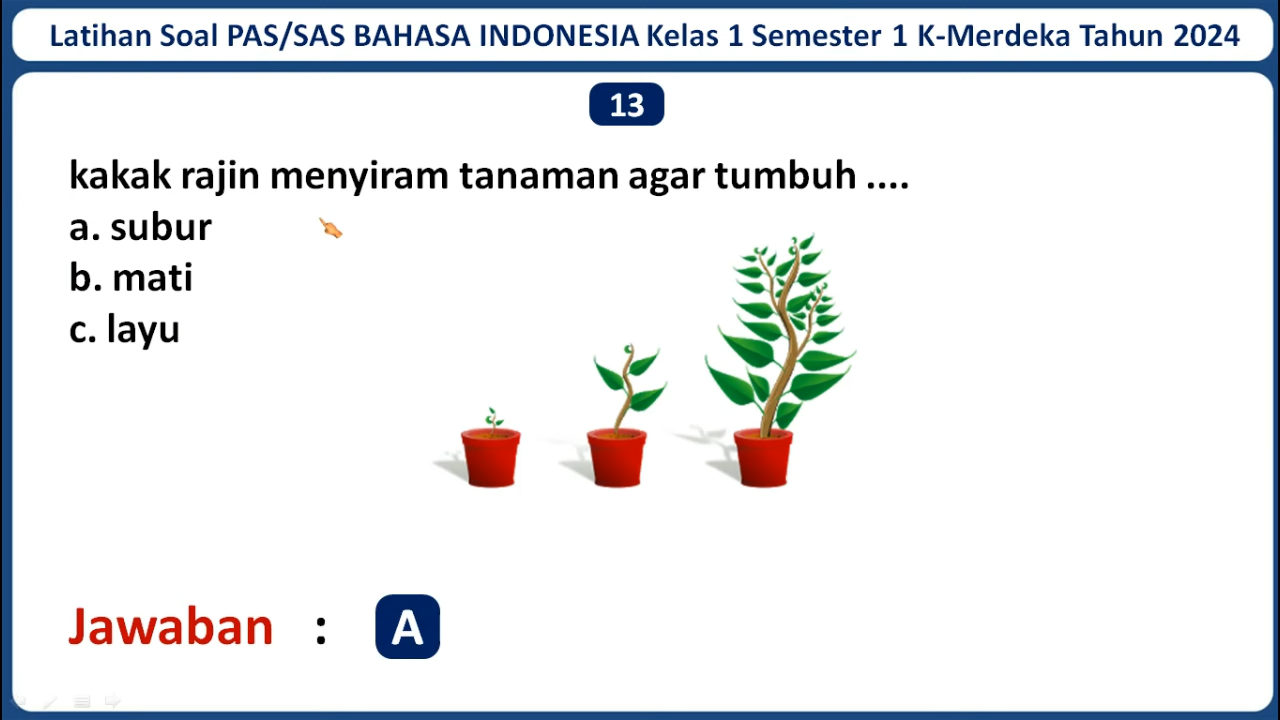 Latihan Soal PAS/SAS BAHASA INDONESIA Kelas 1 Semester 1 K-Merdeka Tahun 2024
13
kakak rajin menyiram tanaman agar tumbuh ....
a. subur
b. mati
c. layu
Jawaban : A